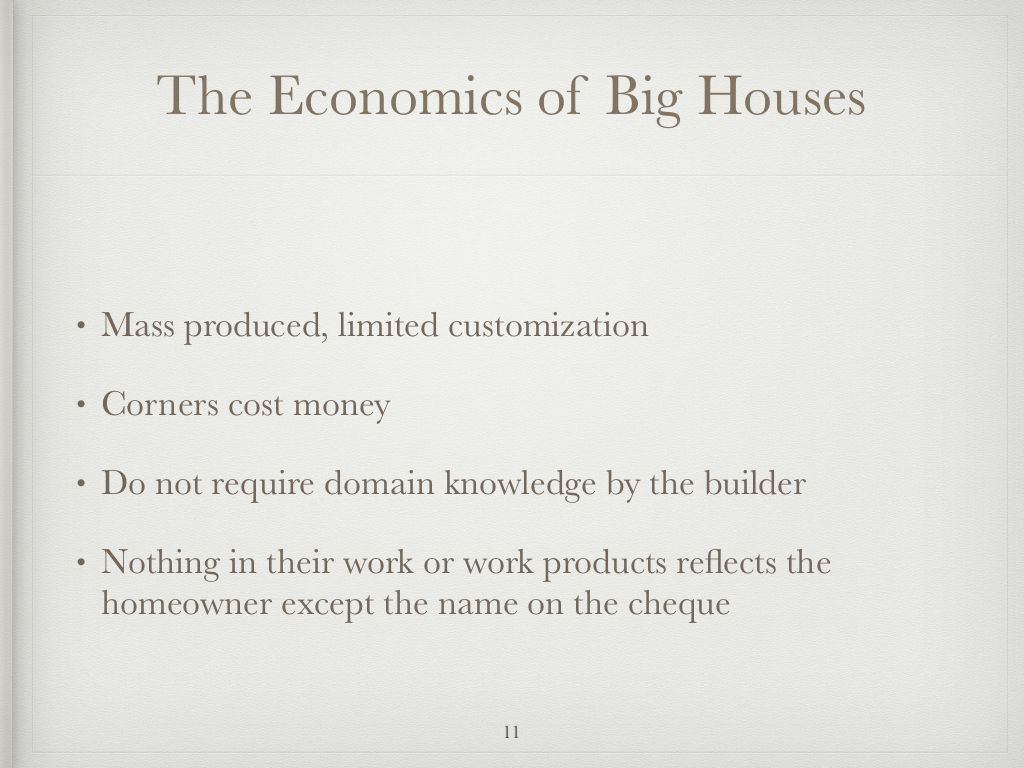 The Economics of Big Houses
• Mass produced, limited customization
• Corners cost money
• Do not require domain knowledge by the builder
• Nothing in their work or work products reflects the
homeowner except the name on the cheque
11